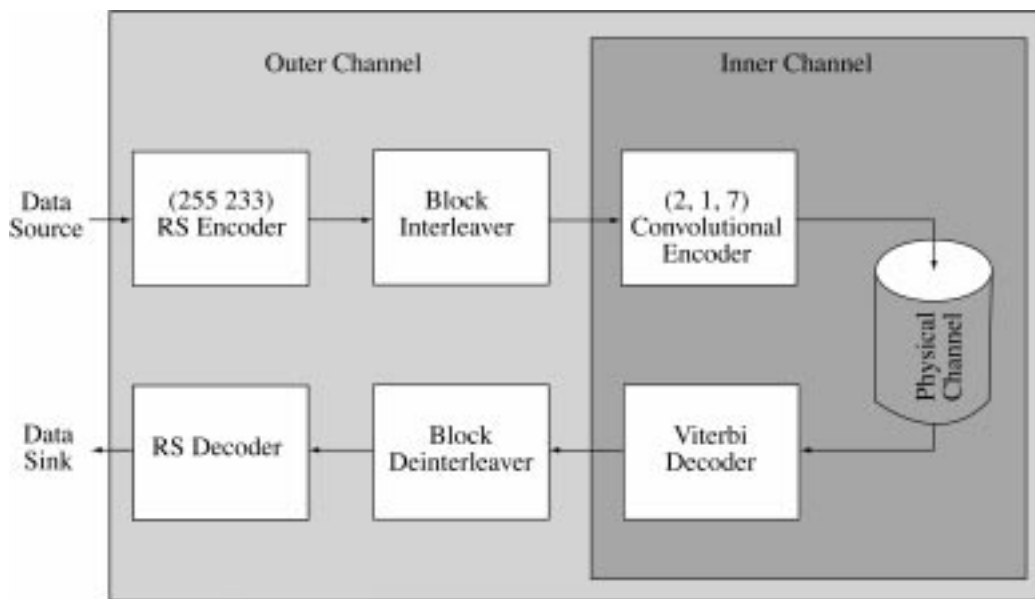 Outer Channel
Inner Channel
Data
Source
(255 233)
RS Encoder
Block
Interleaver
(2, 1, 7)
Convolutional
Encoder
Physical
Channel
Data
Sink
RS Decoder
Block
Deinterleaver
Viterbi
Decoder